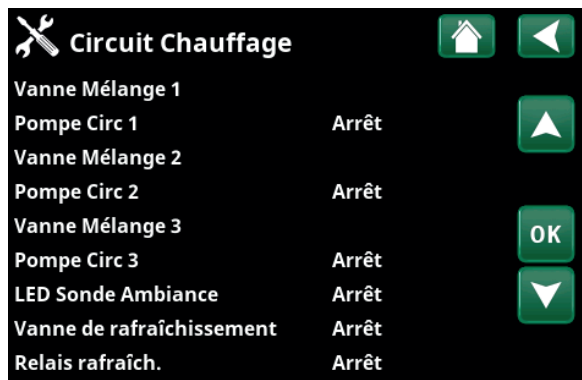 Circuit Chauffage
Vanne Mélange 1
Pompe Circ 1 Arrêt
Vanne Mélange 2
Pompe Circ 2 Arrêt
Vanne Mélange 3
OK
Pompe Circ 3 Arrêt
LED Sonde Ambiance Arrêt
Vanne de rafraîchissement Arrêt
Relais rafraîch. Arrêt